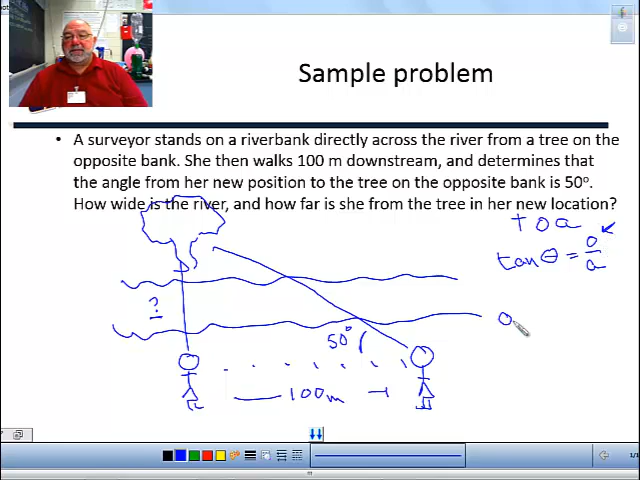 Sample problem
• A surveyor stands on a riverbank directly across the river from a tree on the
opposite bank. She then walks 100 m downstream, and determines that
the angle from her new position to the tree on the opposite bank is 50º.
How wide is the river, and how far is she from the tree in her new location?
t o a
tan θ = o/a
?
o
50°
100m
1/1